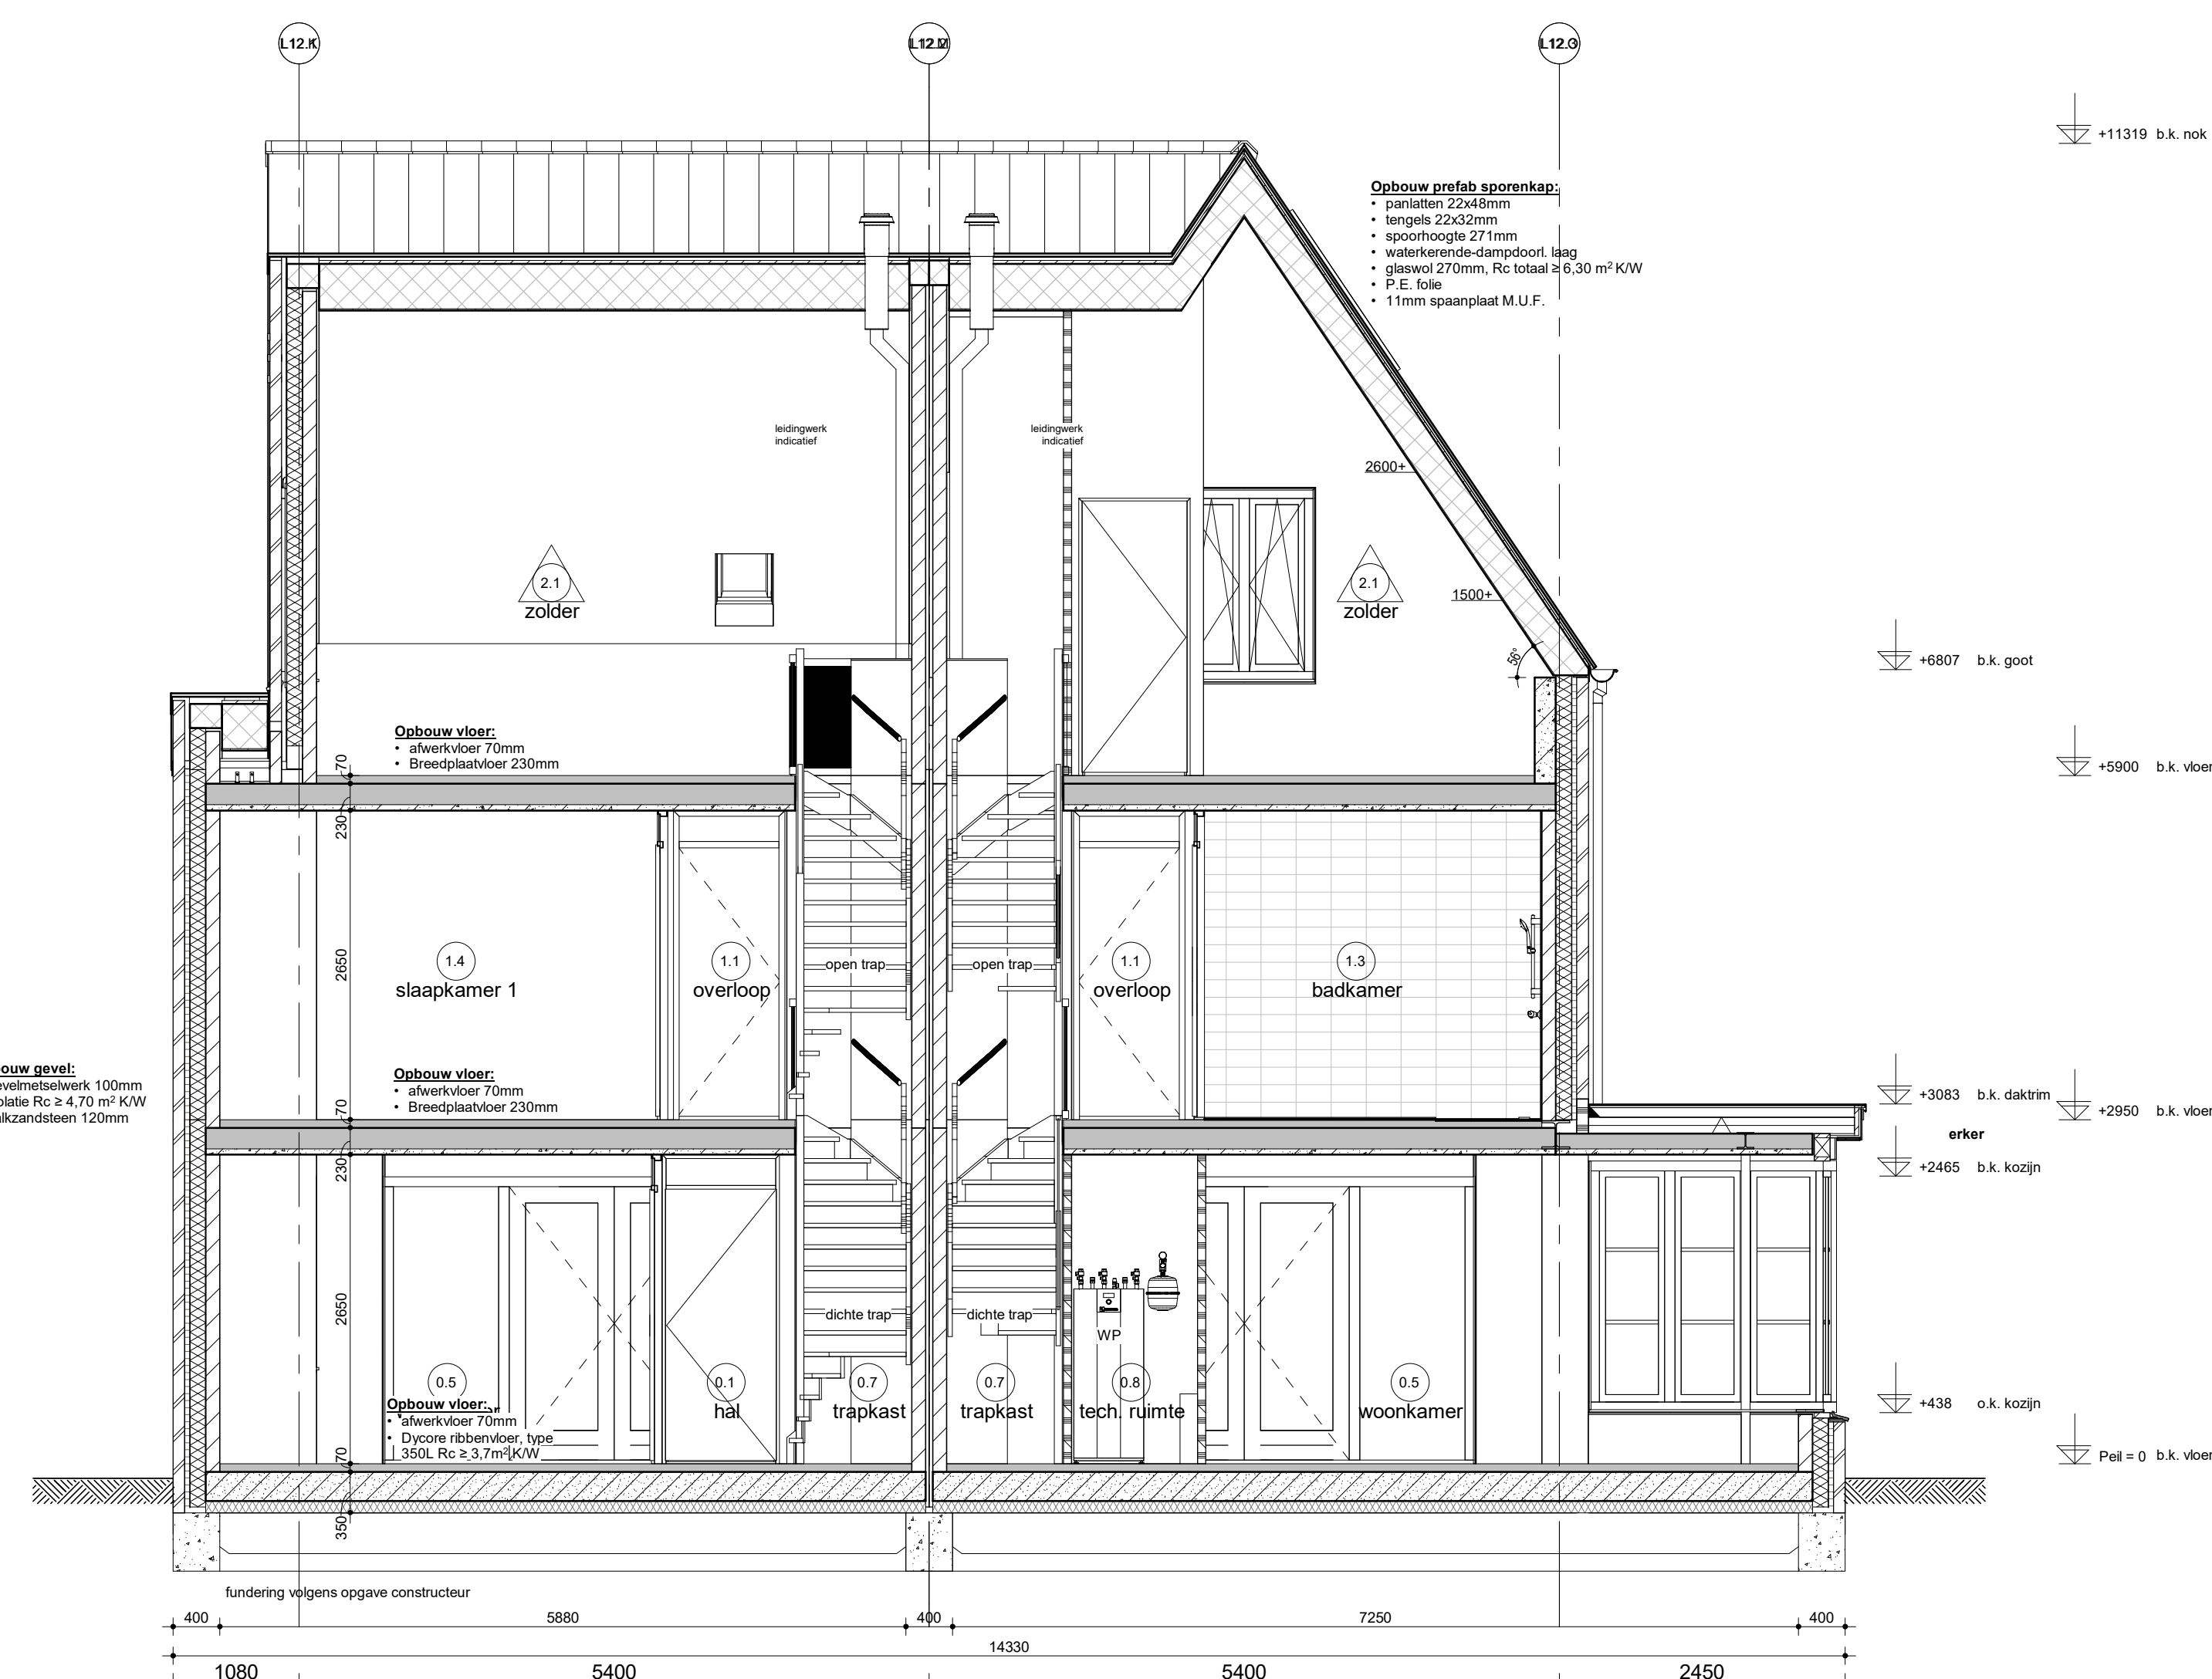 L12.K
L12.M
L12.O
+11319 b.k. nok
Opbouw prefab sporenkap:
• panlatten 22x48mm
• tengels 22x32mm
• spoorhoogte 271mm
• waterkerende-dampdoorl. laag
• glaswol 270mm, Rc totaal ≥ 6,30 m² K/W
• P.E. folie
• 11mm spaanplaat M.U.F.
leidingwerk
indicatief
leidingwerk
indicatief
2600+
2.1
zolder
2.1
zolder
1500+
56°
+6807 b.k. goot
Opbouw vloer:
• afwerkvloer 70mm
• Breedplaatvloer 230mm
70
+5900 b.k. vloer
230
2650
1.4
slaapkamer 1
1.1
overloop
open trap
open trap
1.1
overloop
1.3
badkamer
ouw gevel:
evelmetselwerk 100mm
olatie Rc ≥ 4,70 m² K/W
lkzandsteen 120mm
Opbouw vloer:
• afwerkvloer 70mm
• Breedplaatvloer 230mm
70
+3083 b.k. daktrim
+2950 b.k. vloer
erker
230
+2465 b.k. kozijn
2650
dichte trap
dichte trap
WP
0.5
0.1
hal
0.7
trapkast
0.7
trapkast
0.8
tech. ruimte
0.5
woonkamer
+438 o.k. kozijn
Opbouw vloer:
• afwerkvloer 70mm
• Dycore ribbenvloer, type
350L Rc ≥ 3,7m² K/W
70
Peil = 0 b.k. vloer
350
fundering volgens opgave constructeur
400 5880 400 7250 400
14330
1080 5400 5400 2450